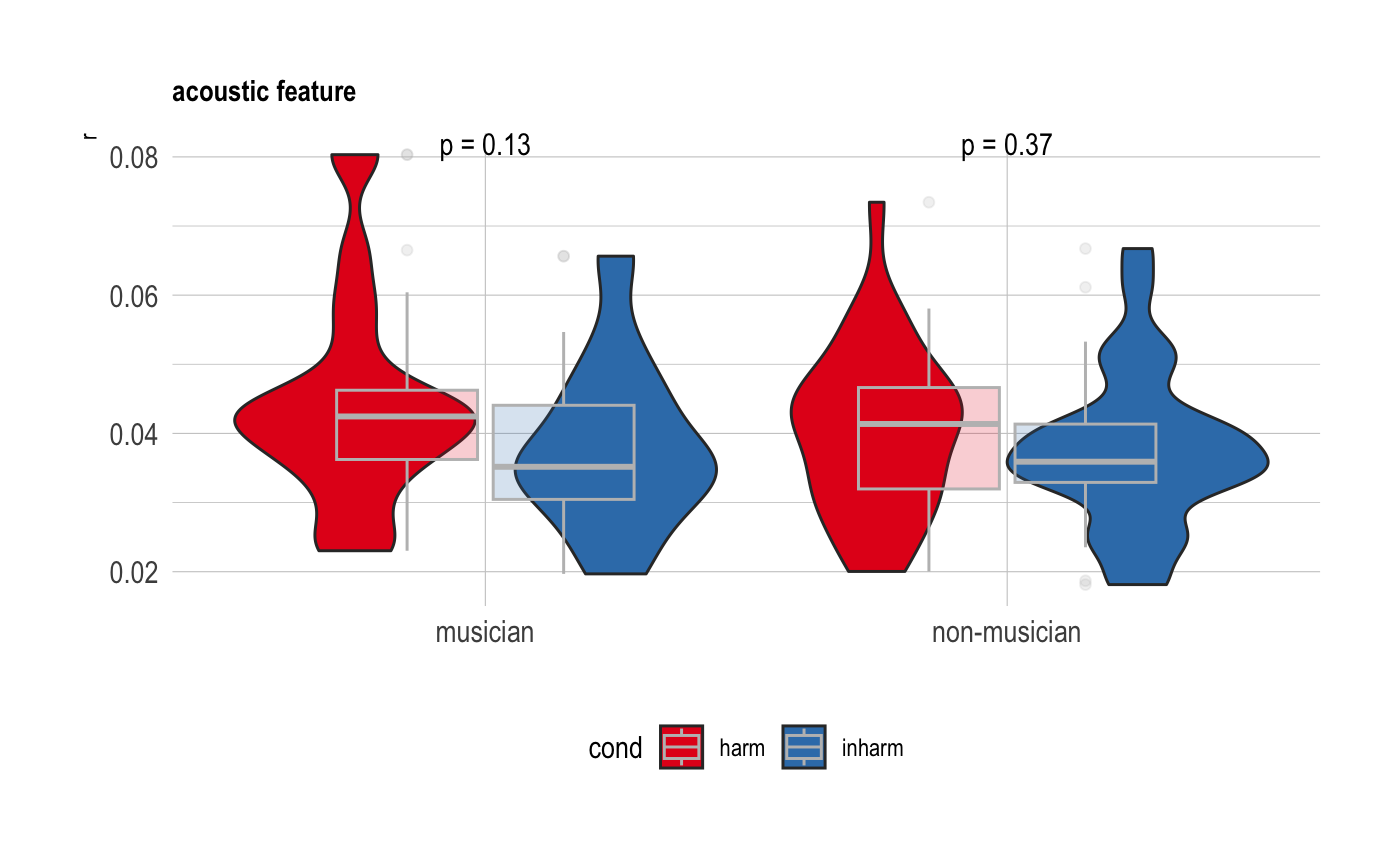 acoustic feature
r
p = 0.13
p = 0.37
0.08
0.06
0.04
0.02
musician
non-musician
cond
harm
inharm